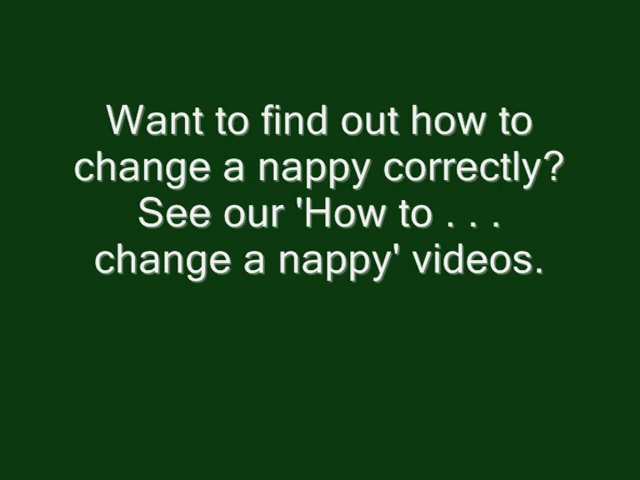 Want to find out how to
change a nappy correctly?
See our 'How to . . .
change a nappy' videos.